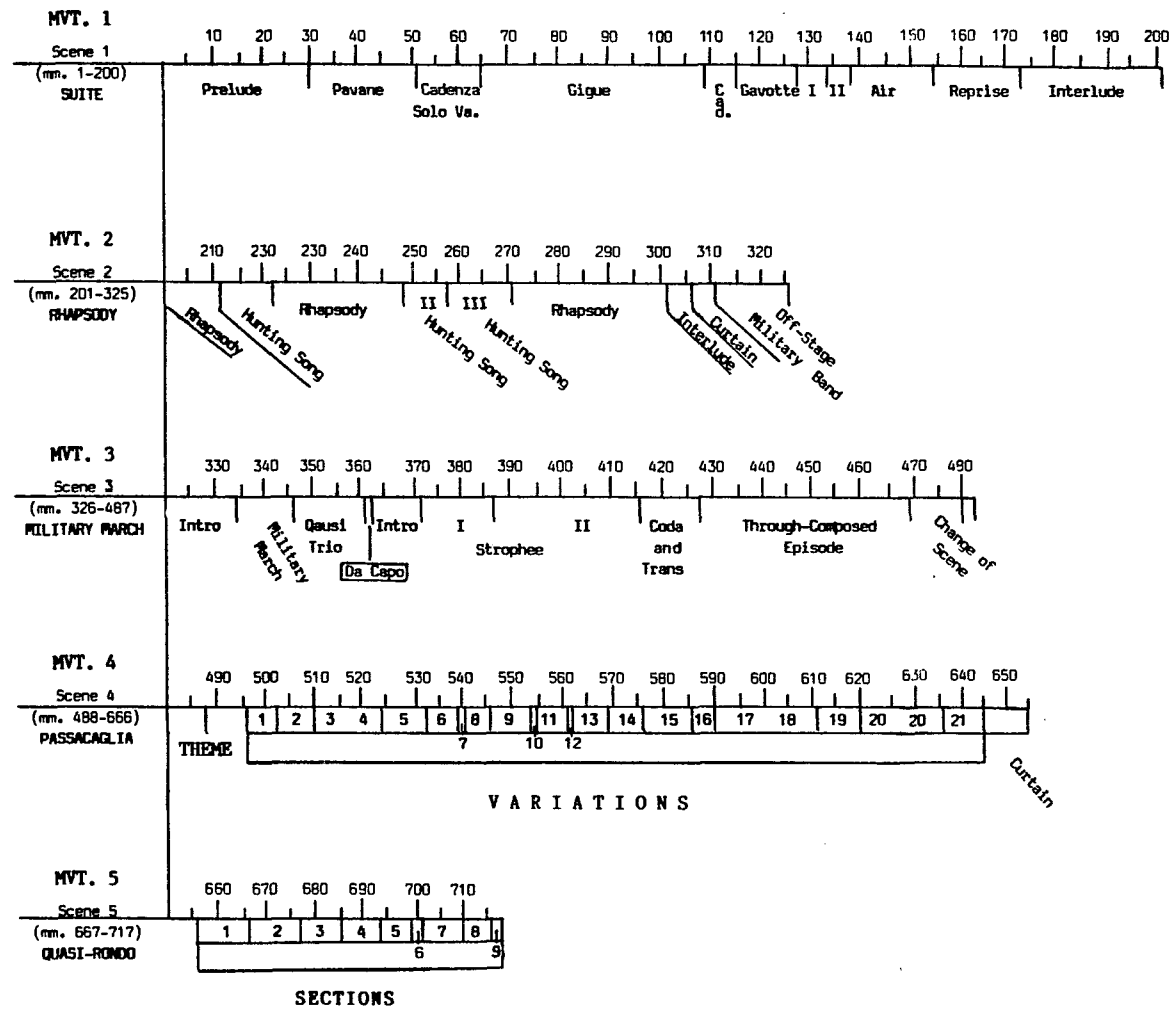 MVT. 1
Scene 1
10 20 30 40 50 60 70 80 90 100 110 120 130 140 150 160 170 180 190 200
(mm. 1-200)
SUITE
Prelude Pavane Cadenza Gigue Cad. Gavotte I II Air Reprise Interlude
Solo Va.
MVT. 2
Scene 2
210 230 230 240 250 260 270 280 290 300 310 320
(mm. 201-325)
RHAPSODY
Rhapsody Hunting Song Rhapsody II III Rhapsody Interlude Curtain Off-Stage
Military Band
Hunting Song Hunting Song
MVT. 3
Scene 3
330 340 350 360 370 380 390 400 410 420 430 440 450 460 470 490
(mm. 326-487)
MILITARY MARCH
Intro Military March Qausi Trio Intro I II Coda and Trans Through-Composed Episode Change of Scene
Da Capo
Strophee
MVT. 4
Scene 4
490 500 510 520 530 540 550 560 570 580 590 600 610 620 630 640 650
(mm. 488-666)
PASSACAGLIA
1 2 3 4 5 6 8 9 11 13 14 15 16 17 18 19 20 20 21
THEME 7 10 12
Curtain
VARIATIONS
MVT. 5
Scene 5
660 670 680 690 700 710
(mm. 667-717)
QUASI-RONDO
1 2 3 4 5 7 8
6 9
SECTIONS